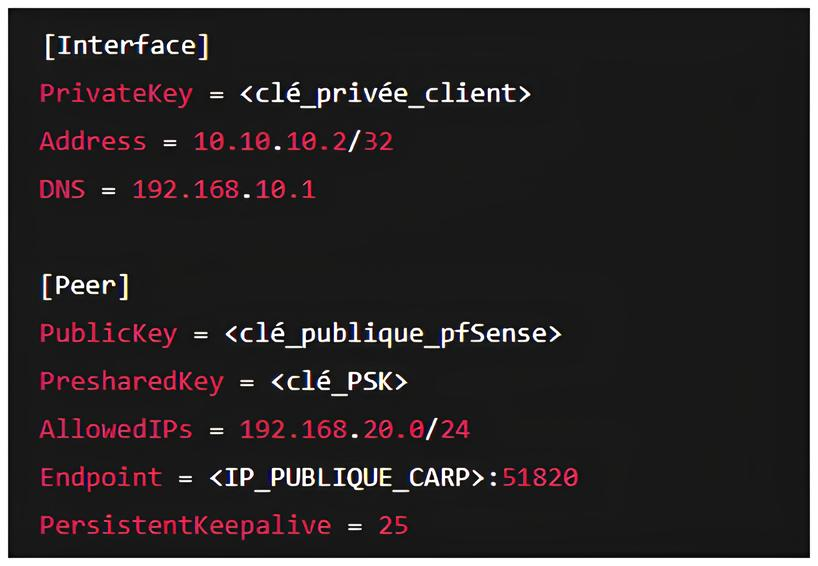 [Interface]
PrivateKey = <clé_privée_client>
Address = 10.10.10.2/32
DNS = 192.168.10.1
[Peer]
PublicKey = <clé_publique_pfSense>
PresharedKey = <clé_PSK>
AllowedIPs = 192.168.20.0/24
Endpoint = <IP_PUBLIQUE_CARP>:51820
PersistentKeepalive = 25